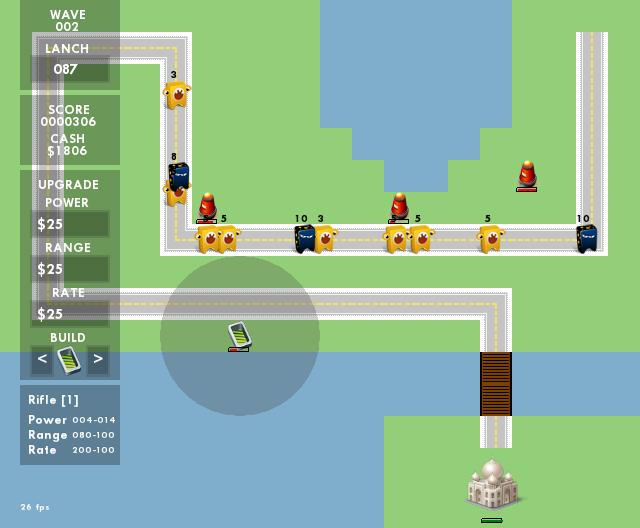 WAVE
002
LANCH
087
SCORE
0000306
CASH
$1806
UPGRADE
POWER
$25
RANGE
$25
RATE
$25
BUILD
< >
Rifle [1]
Power 004-014
Range 080-100
Rate 200-100
26 fps
3
8
5
10 3
5
5
10